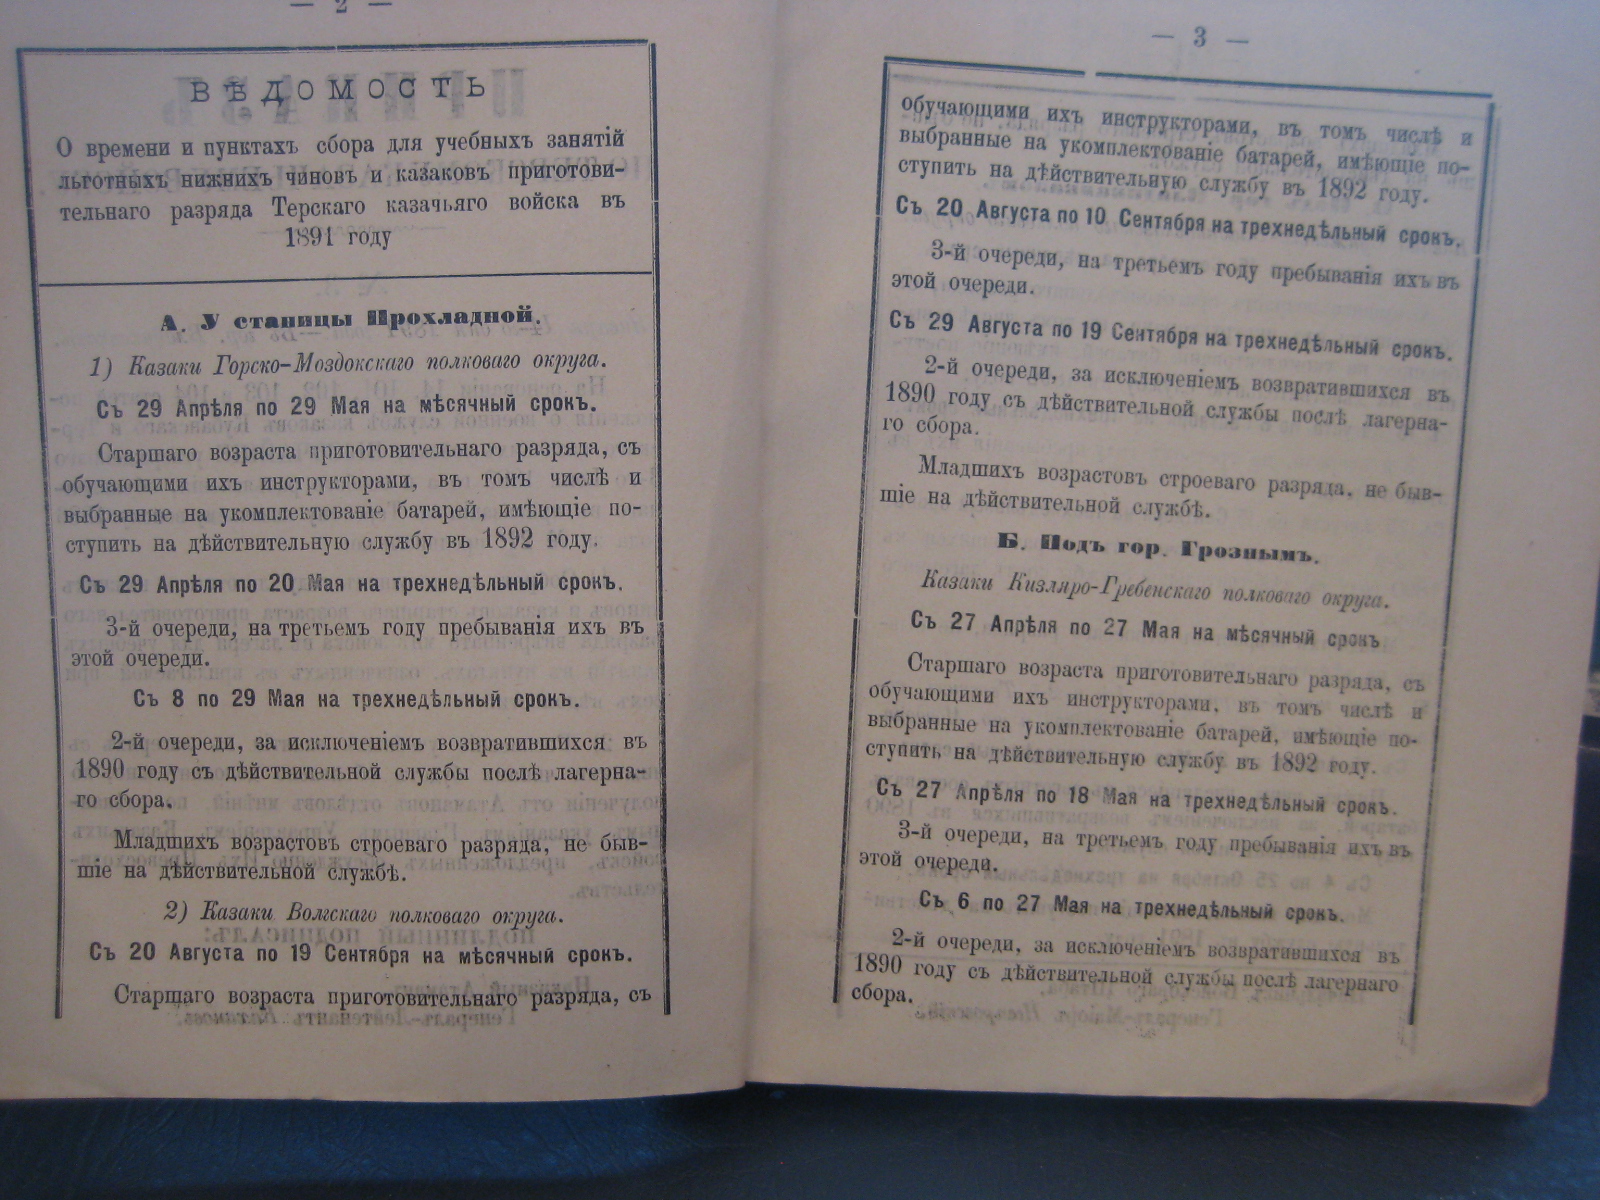 — 2 —
ВѢДОМОСТЬ
О времени и пунктахъ сбора для учебныхъ занятій
льготныхъ нижнихъ чиновъ и казаковъ приготови-
тельнаго разряда Терскаго казачьяго войска въ
1891 году
А. У станицы Прохладной.
1) Казаки Горско-Моздокскаго полковаго округа.
Съ 29 Апрѣля по 29 Мая на мѣсячный срокъ.
Старшаго возраста приготовительнаго разряда, съ
обучающими ихъ инструкторами, въ томъ числѣ и
выбранные на укомплектованіе батарей, имѣющіе по-
ступить на дѣйствительную службу въ 1892 году.
Съ 29 Апрѣля по 20 Мая на трехнедѣльный срокъ.
3-й очереди, на третьемъ году пребыванія ихъ въ
этой очереди.
Съ 8 по 29 Мая на трехнедѣльный срокъ.
2-й очереди, за исключеніемъ возвратившихся въ
1890 году съ дѣйствительной службы послѣ лагерна-
го сбора.
Младшихъ возрастовъ строеваго разряда, не быв-
шіе на дѣйствительной службѣ.
2) Казаки Волгскаго полковаго округа.
Съ 20 Августа по 19 Сентября на мѣсячный срокъ.
Старшаго возраста приготовительнаго разряда, съ
— 3 —
обучающими ихъ инструкторами, въ томъ числѣ и
выбранные на укомплектованіе батарей, имѣющіе по-
ступить на дѣйствительную службу въ 1892 году.
Съ 20 Августа по 10 Сентября на трехнедѣльный срокъ.
3-й очереди, на третьемъ году пребыванія ихъ въ
этой очереди.
Съ 29 Августа по 19 Сентября на трехнедѣльный срокъ.
2-й очереди, за исключеніемъ возвратившихся въ
1890 году съ дѣйствительной службы послѣ лагерна-
го сбора.
Младшихъ возрастовъ строеваго разряда, не быв-
шіе на дѣйствительной службѣ.
Б. Подъ гор. Грознымъ.
Казаки Кизляро-Гребенскаго полковаго округа.
Съ 27 Апрѣля по 27 Мая на мѣсячный срокъ
Старшаго возраста приготовительнаго разряда, съ
обучающими ихъ инструкторами, въ томъ числѣ и
выбранные на укомплектованіе батарей, имѣющіе по-
ступить на дѣйствительную службу въ 1892 году.
Съ 27 Апрѣля по 18 Мая на трехнедѣльный срокъ.
3-й очереди, на третьемъ году пребыванія ихъ въ
этой очереди.
Съ 6 по 27 Мая на трехнедѣльный срокъ.
2-й очереди, за исключеніемъ возвратившихся въ
1890 году съ дѣйствительной службы послѣ лагернаго
сбора.